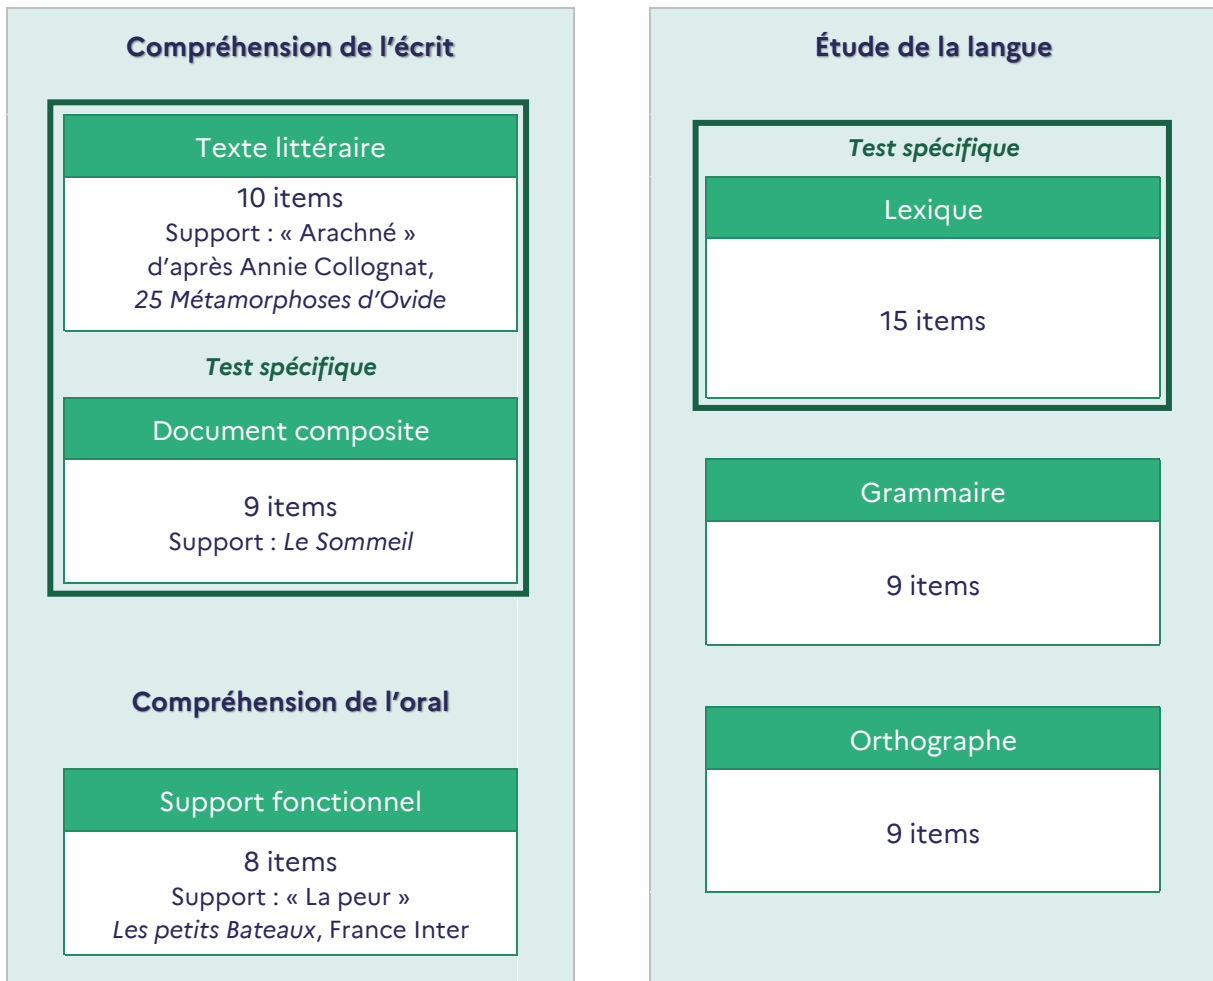 Compréhension de l’écrit
Texte littéraire
10 items
Support : « Arachné »
d’après Annie Collognat,
25 Métamorphoses d’Ovide
Test spécifique
Document composite
9 items
Support : Le Sommeil
Compréhension de l’oral
Support fonctionnel
8 items
Support : « La peur »
Les petits Bateaux, France Inter
Étude de la langue
Test spécifique
Lexique
15 items
Grammaire
9 items
Orthographe
9 items